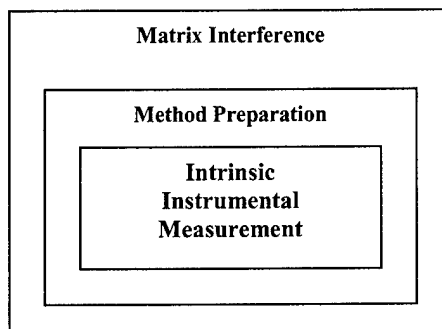 Matrix Interference
Method Preparation
Intrinsic
Instrumental
Measurement